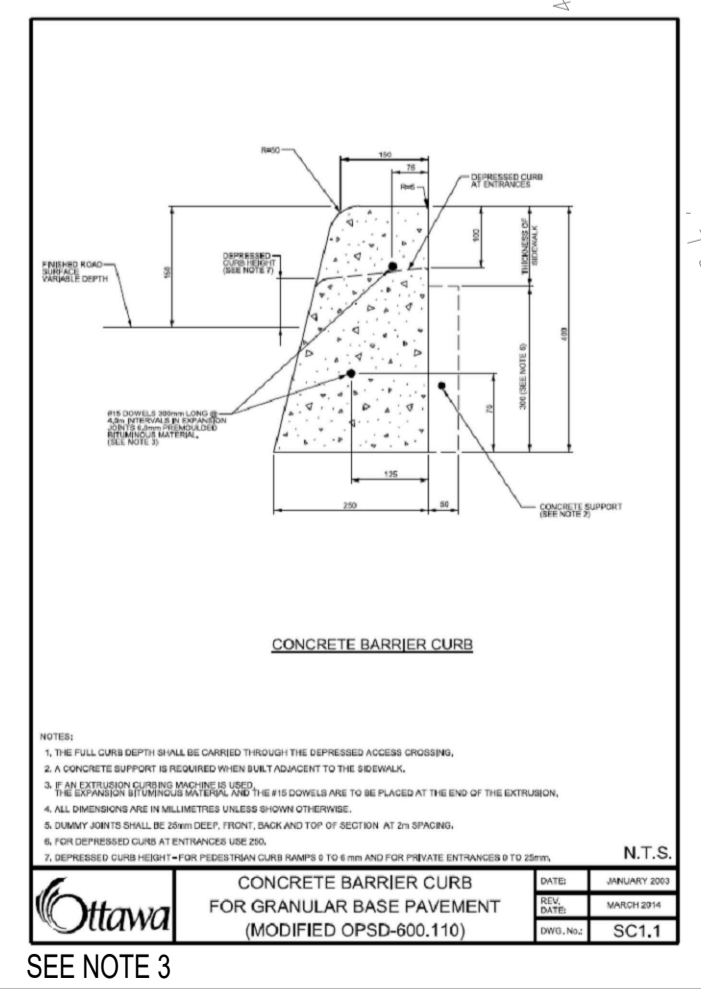 R=50
150
75
R=5
DEPRESSED CURB
AT ENTRANCES
100
THICKNESS OF
SIDEWALK
FINISHED ROAD
SURFACE
VARIABLE DEPTH
150
DEPRESSED
CURB HEIGHT
(SEE NOTE 7)
300 (SEE NOTE 6)
#15 DOWELS 300mm LONG @
INTERVALS IN EXPANSION
JOINTS PREMOULDED
BITUMINOUS MATERIAL.
(SEE NOTE 3)
125
250
50
CONCRETE SUPPORT
(SEE NOTE 2)
CONCRETE BARRIER CURB
NOTES:
1. THE FULL CURB DEPTH SHALL BE CARRIED THROUGH THE DEPRESSED ACCESS CROSSING.
2. A CONCRETE SUPPORT IS REQUIRED WHEN BUILT ADJACENT TO THE SIDEWALK.
3. IF AN EXTRUSION CURBING MACHINE IS USED,
THE EXPANSION BITUMINOUS MATERIAL AND THE #15 DOWELS ARE TO BE PLACED AT THE END OF THE EXTRUSION.
4. ALL DIMENSIONS ARE IN MILLIMETRES UNLESS SHOWN OTHERWISE.
5. DUMMY JOINTS SHALL BE 25mm DEEP, FRONT, BACK AND TOP OF SECTION AT 2m SPACING.
6. FOR DEPRESSED CURB AT ENTRANCES USE 250.
7. DEPRESSED CURB HEIGHT-FOR PEDESTRIAN CURB RAMPS 0 TO 6 mm AND FOR PRIVATE ENTRANCES 0 TO 25mm.
N.T.S.
Ottawa
CONCRETE BARRIER CURB
FOR GRANULAR BASE PAVEMENT
(MODIFIED OPSD-600.110)
DATE: JANUARY 2003
REV. DATE: MARCH 2014
DWG. No.: SC1.1
SEE NOTE 3